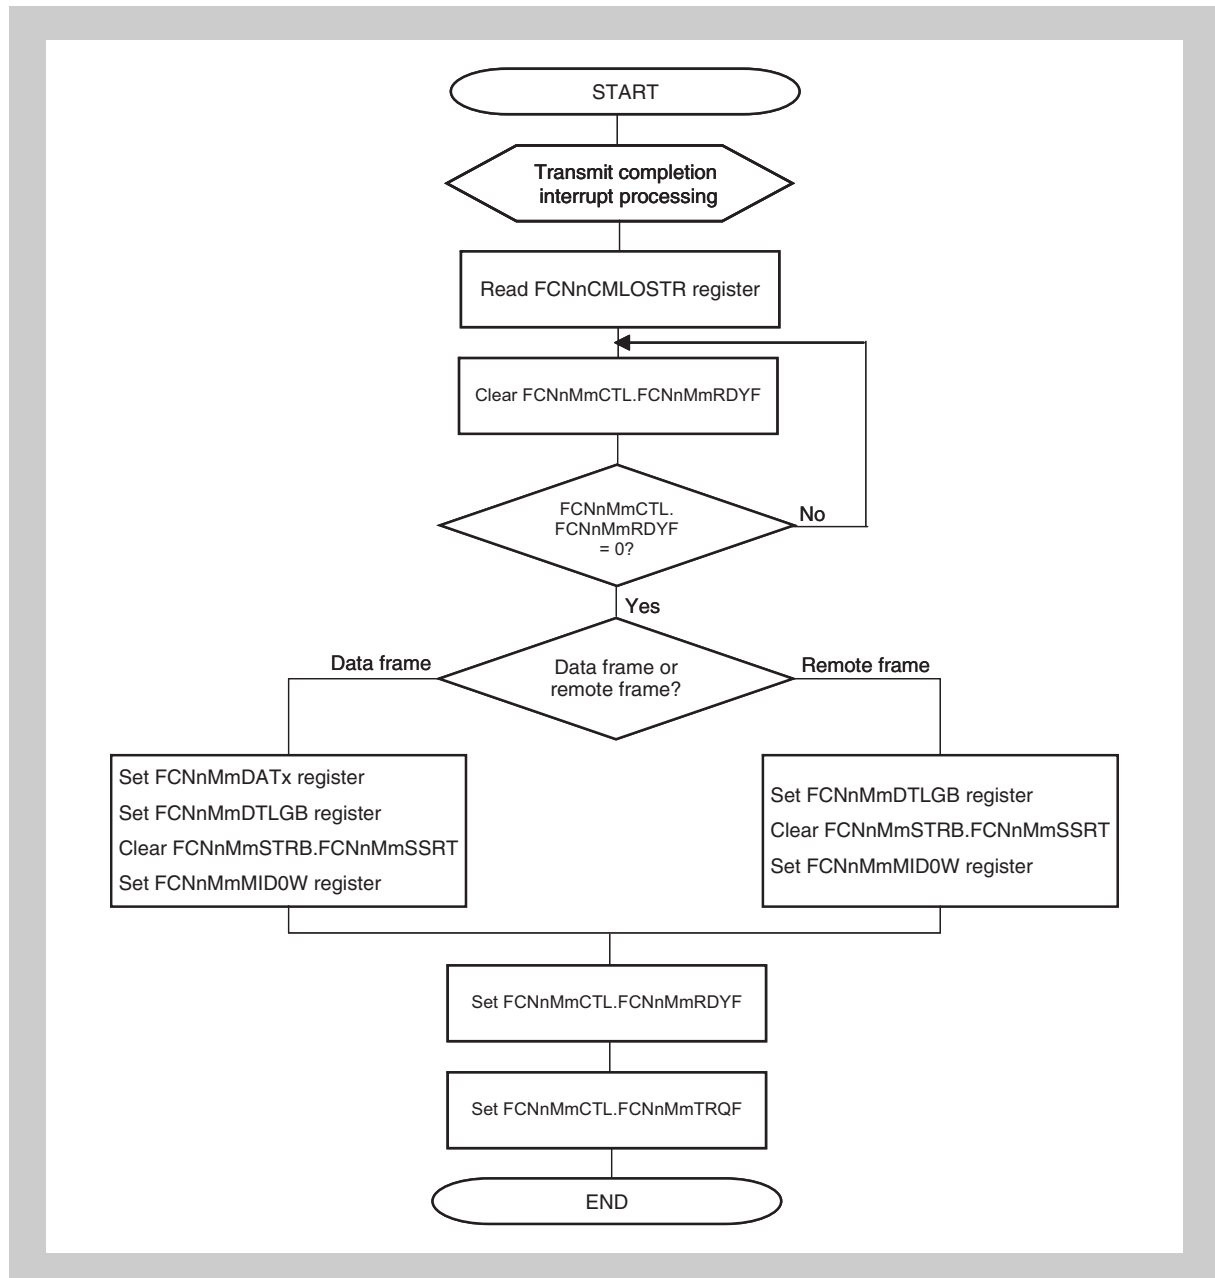 START
Transmit completion
interrupt processing
Read FCNnCMLOSTR register
Clear FCNnMmCTL.FCNnMmRDYF
FCNnMmCTL.
FCNnMmRDYF
= 0?
No
Yes
Data frame
Data frame or
remote frame?
Remote frame
Set FCNnMmDATx register
Set FCNnMmDTLGB register
Clear FCNnMmSTRB.FCNnMmSSRT
Set FCNnMmMID0W register
Set FCNnMmDTLGB register
Clear FCNnMmSTRB.FCNnMmSSRT
Set FCNnMmMID0W register
Set FCNnMmCTL.FCNnMmRDYF
Set FCNnMmCTL.FCNnMmTRQF
END